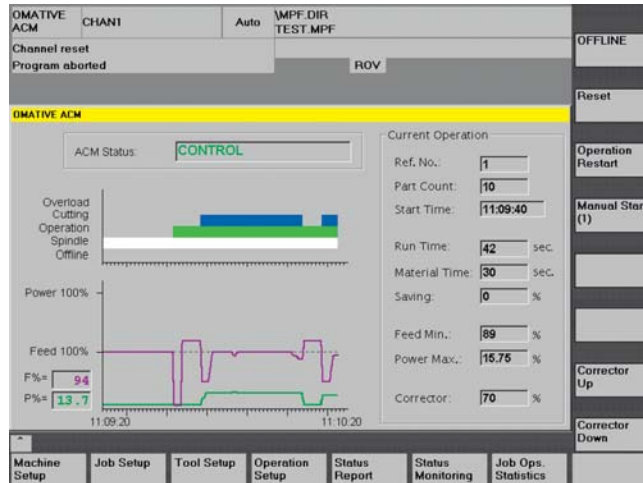 OMATIVE ACM
CHAN1
Auto
\MPF.DIR
TEST.MPF
Channel reset
Program aborted
ROV
OMATIVE ACM
ACM Status: CONTROL
Overload
Cutting
Operation
Spindle
Offline
Power 100%
Feed 100%
F%= 94
P%= 13.7
11:09:20
11:10:20
Current Operation
Ref. No.: 1
Part Count: 10
Start Time: 11:09:40
Run Time: 42 sec.
Material Time: 30 sec.
Saving: 0 %
Feed Min.: 89 %
Power Max.: 15.75 %
Corrector: 70 %
OFFLINE
Reset
Operation
Restart
Manual Star
(1)
Corrector
Up
Corrector
Down
^
Machine
Setup
Job Setup
Tool Setup
Operation
Setup
Status
Report
Status
Monitoring
Job Ops.
Statistics